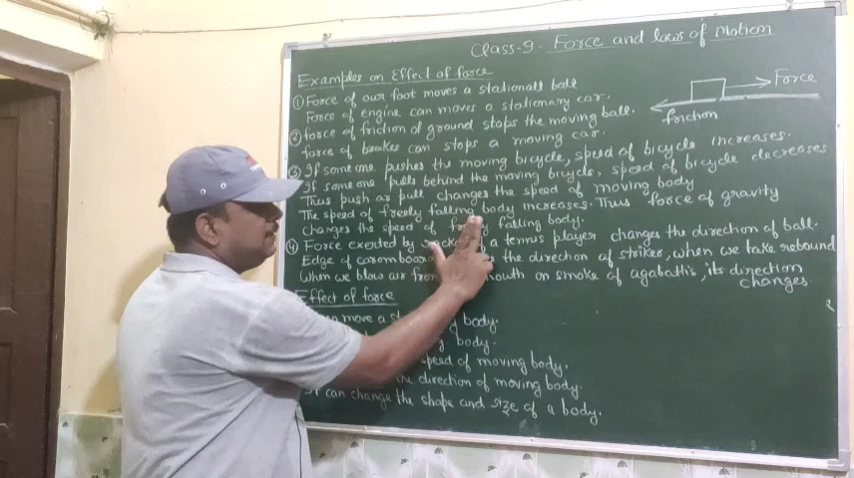 Class-9. Force and laws of Motion
Examples on Effect of force
① Force of our foot moves a stationall ball
Force of engine can moves a stationary car.
② force of friction of ground stops the moving ball.
force of brakes can stops a moving car.
③ If some one pushes the moving bicycle, speed of bicycle increases.
If some one pulls behind the moving bicycle, speed of bicycle decreases
Thus push or pull changes the speed of moving body
The speed of freely falling body increases. Thus force of gravity
changes the speed of falling body.
④ Force exerted by a tennis player changes the direction of ball.
Edge of caromboard the direction of striker, when we take rebound
When we blow air from mouth on smoke of agabattis, its direction
changes.
Effect of force
move a body.
body.
speed of moving body.
the direction of moving body.
It can change the shape and size of a body.
Force
friction
2